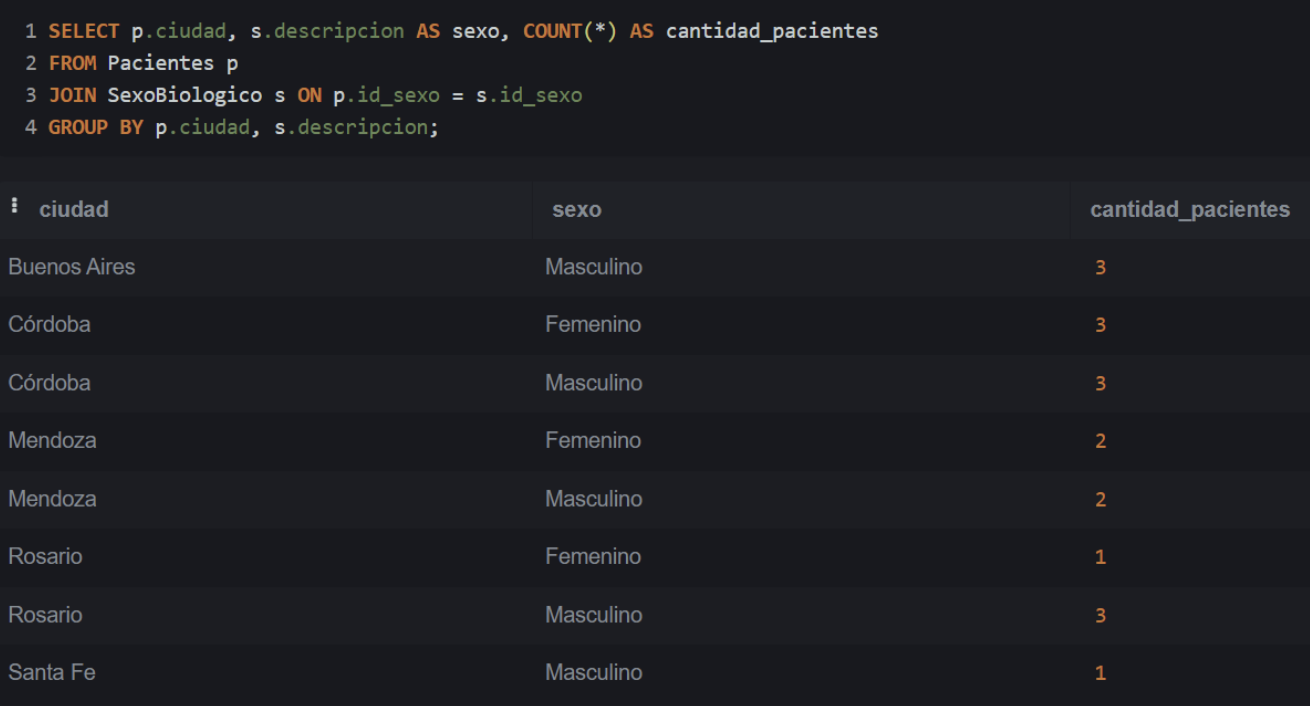 1 SELECT p.ciudad, s.descripcion AS sexo, COUNT(*) AS cantidad_pacientes
2 FROM Pacientes p
3 JOIN SexoBiologico s ON p.id_sexo = s.id_sexo
4 GROUP BY p.ciudad, s.descripcion;
ciudad sexo cantidad_pacientes
Buenos Aires Masculino 3
Córdoba Femenino 3
Córdoba Masculino 3
Mendoza Femenino 2
Mendoza Masculino 2
Rosario Femenino 1
Rosario Masculino 3
Santa Fe Masculino 1